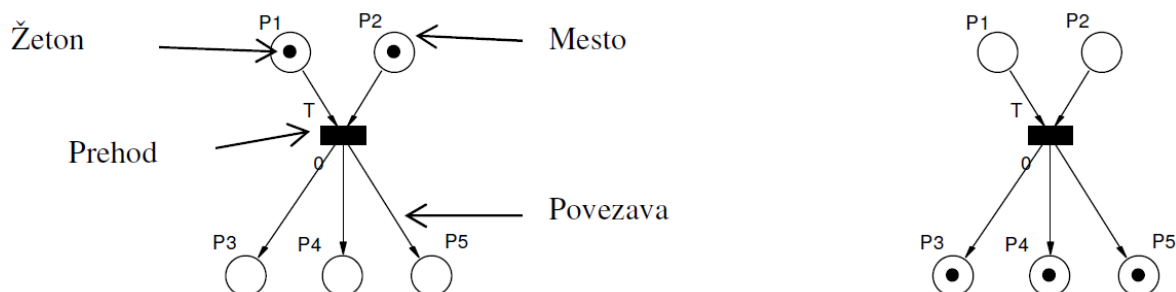 P1 P2
Žeton
Mesto
T
Prehod
0
Povezava
P3 P4 P5
P1 P2
T
0
P3 P4 P5